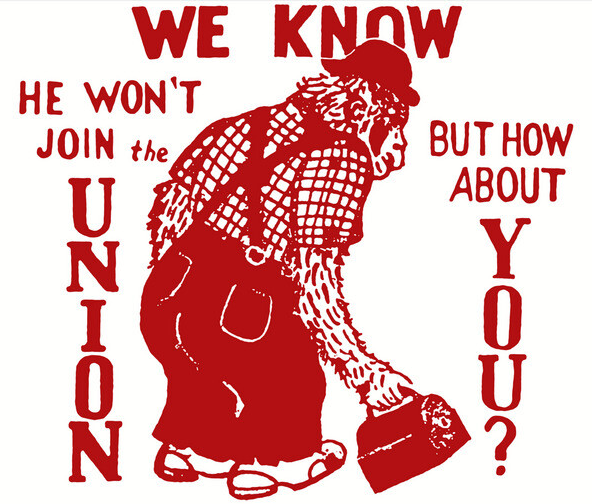 WE KNOW
HE WON'T
JOIN the
UNION
BUT HOW
ABOUT
YOU?